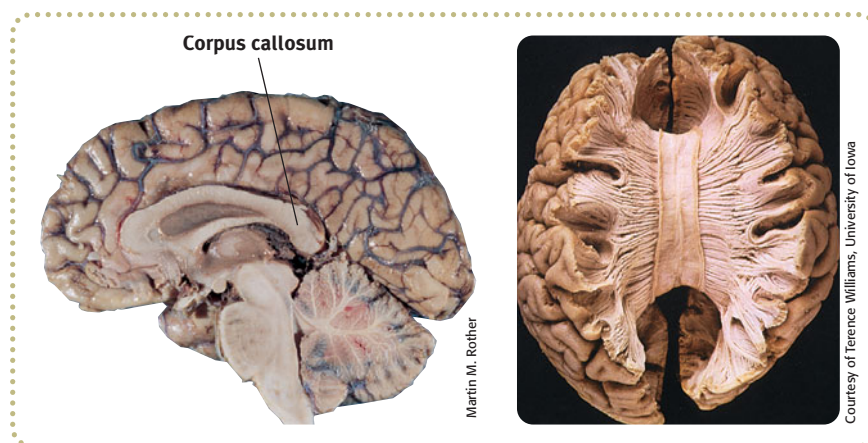 Corpus callosum
Martin M. Rother
Courtesy of Terence Williams, University of Iowa